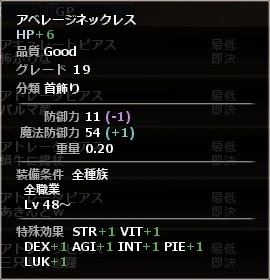 アベレージネックレス
HP+6
品質 Good
グレード 19
分類 首飾り
防御力 11 (-1)
魔法防御力 54 (+1)
重量 0.20
装備条件 全種族
全職業
Lv 48～
特殊効果 STR+1 VIT+1
DEX+1 AGI+1 INT+1 PIE+1
LUK+1